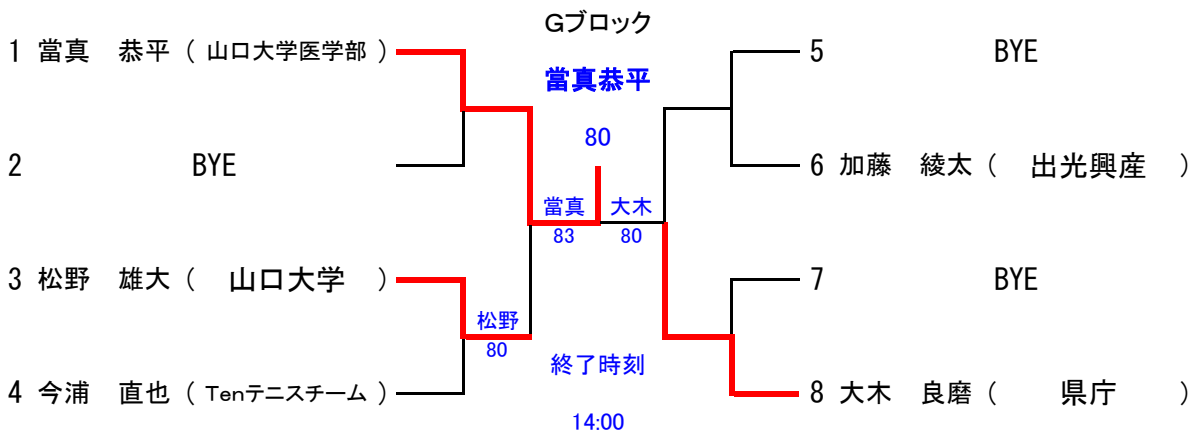 Gブロック
當真恭平
80
1 當真 恭平 ( 山口大学医学部 )
2 BYE
3 松野 雄大 ( 山口大学 )
4 今浦 直也 ( Tenテニスチーム )
當真
83
大木
80
松野
80
終了時刻
14:00
5 BYE
6 加藤 綾太 ( 出光興産 )
7 BYE
8 大木 良磨 ( 県庁 )